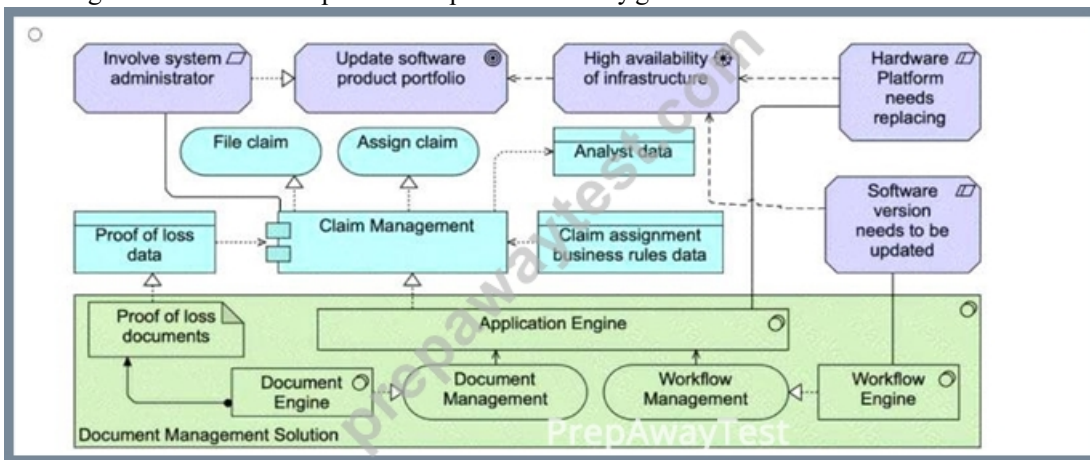 Involve system
administrator
Update software
product portfolio
High availability
of infrastructure
Hardware
Platform
needs
replacing
File claim
Assign claim
Analyst data
Software
version
needs to be
updated
Proof of loss
data
Claim Management
Claim assignment
business rules data
Proof of loss
documents
Application Engine
Document
Engine
Document
Management
Workflow
Management
Workflow
Engine
Document Management Solution
PrepAwayTest
prepawaytest.com